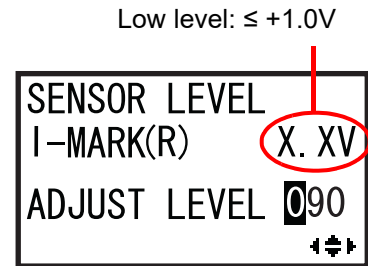 Low level: ≤ +1.0V
SENSOR LEVEL
I-MARK(R) X.XV
ADJUST LEVEL 090